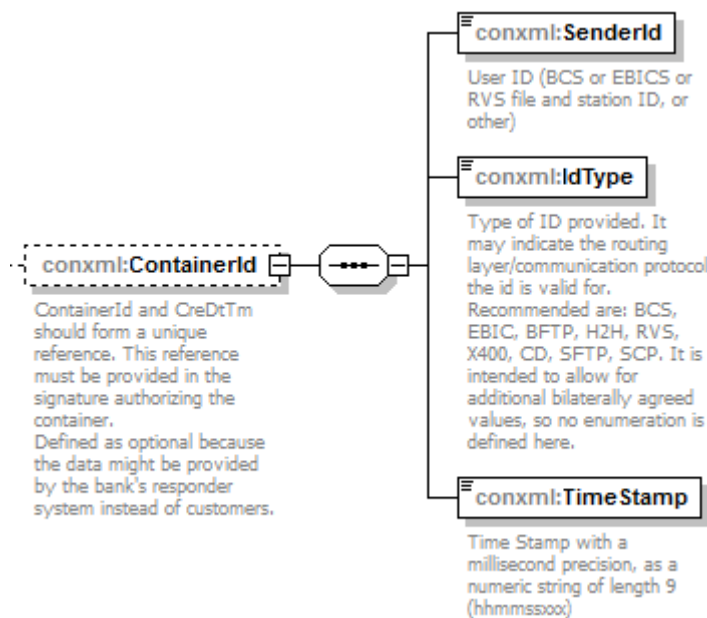 conxml:SenderId
User ID (BCS or EBICS or
RVS file and station ID, or
other)
conxml:IdType
Type of ID provided. It
may indicate the routing
layer/communication protocol
the id is valid for.
Recommended are: BCS,
EBIC, BFTP, H2H, RVS,
X400, CD, SFTP, SCP. It is
intended to allow for
additional bilaterally agreed
values, so no enumeration is
defined here.
conxml:ContainerId
ContainerId and CreDtTm
should form a unique
reference. This reference
must be provided in the
signature authorizing the
container.
Defined as optional because
the data might be provided
by the bank's responder
system instead of customers.
conxml:TimeStamp
Time Stamp with a
millisecond precision, as a
numeric string of length 9
(hhmmssxxx)